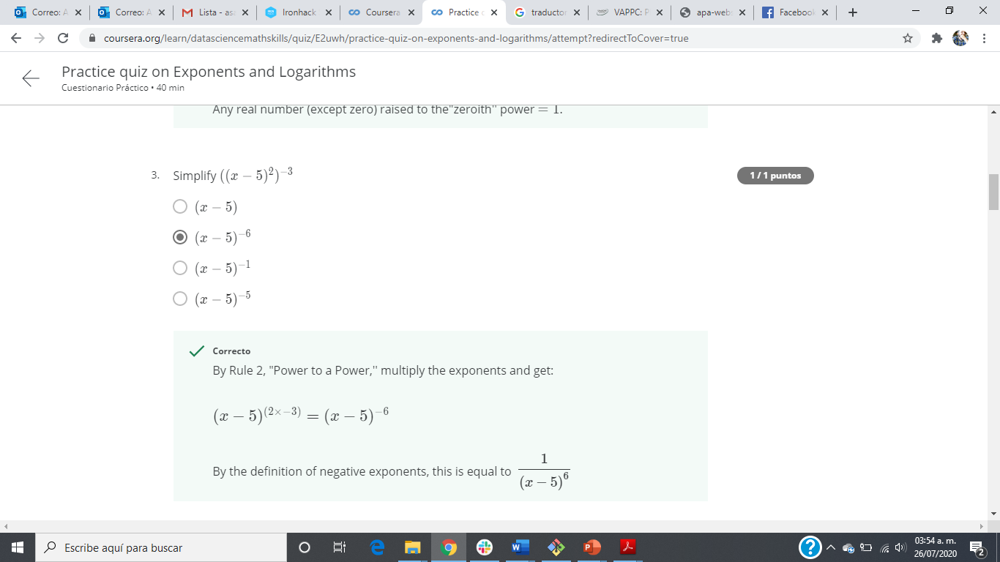 Correo: A
Correo: A
Lista - asa
Ironhack
Coursera
Practice c
traductor
VAPPC: P
apa-webs
Facebook
coursera.org/learn/datasciencemathskills/quiz/E2uwh/practice-quiz-on-exponents-and-logarithms/attempt?redirectToCover=true
Practice quiz on Exponents and Logarithms
Cuestionario Práctico • 40 min
Any real number (except zero) raised to the"zeroith" power = 1.
3. Simplify ((x − 5)²)⁻³
1 / 1 puntos
(x − 5)
(x − 5)⁻⁶
(x − 5)⁻¹
(x − 5)⁻⁵
Correcto
By Rule 2, "Power to a Power," multiply the exponents and get:
(x − 5)^(2×−3) = (x − 5)⁻⁶
By the definition of negative exponents, this is equal to 1/(x − 5)⁶
Escribe aquí para buscar
03:54 a. m.
26/07/2020
2